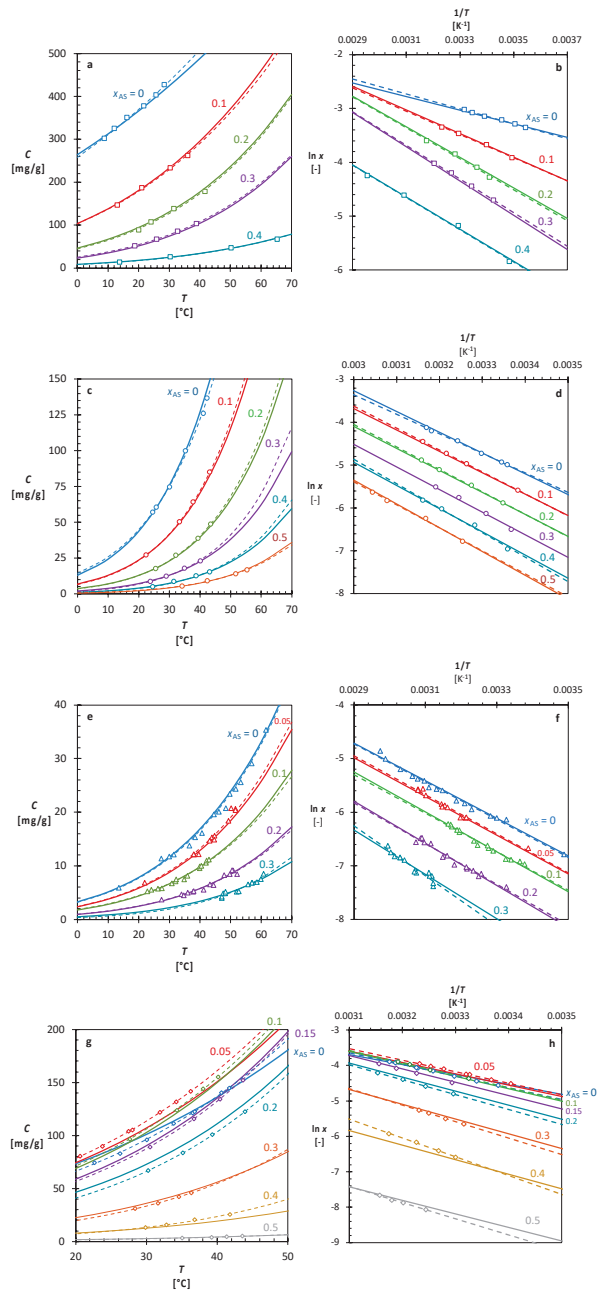 1/T
[K⁻¹]
500
400
300
200
100
0
C
[mg/g]
a
xAS = 0
0.1
0.2
0.3
0.4
0 10 20 30 40 50 60 70
T
[°C]
0.0029 0.0031 0.0033 0.0035 0.0037
-2
-3
-4
-5
-6
ln x
[-]
b
xAS = 0
0.1
0.2
0.3
0.4
1/T
[K⁻¹]
150
125
100
75
50
25
0
C
[mg/g]
c
xAS = 0
0.1
0.2
0.3
0.4
0.5
0 10 20 30 40 50 60 70
T
[°C]
0.003 0.0031 0.0032 0.0033 0.0034 0.0035
-3
-4
-5
-6
-7
-8
ln x
[-]
d
xAS = 0
0.1
0.2
0.3
0.4
0.5
1/T
[K⁻¹]
40
30
20
10
0
C
[mg/g]
e
xAS = 0
0.05
0.1
0.2
0.3
0 10 20 30 40 50 60 70
T
[°C]
0.0029 0.0031 0.0033 0.0035
-4
-5
-6
-7
-8
ln x
[-]
f
xAS = 0
0.05
0.1
0.2
0.3
1/T
[K⁻¹]
200
150
100
50
0
C
[mg/g]
g
0.05
0.1
0.15
xAS = 0
0.2
0.3
0.4
0.5
20 30 40 50
T
[°C]
0.0031 0.0032 0.0033 0.0034 0.0035
-3
-4
-5
-6
-7
-8
-9
ln x
[-]
h
0.05
xAS = 0
0.1
0.15
0.2
0.3
0.4
0.5